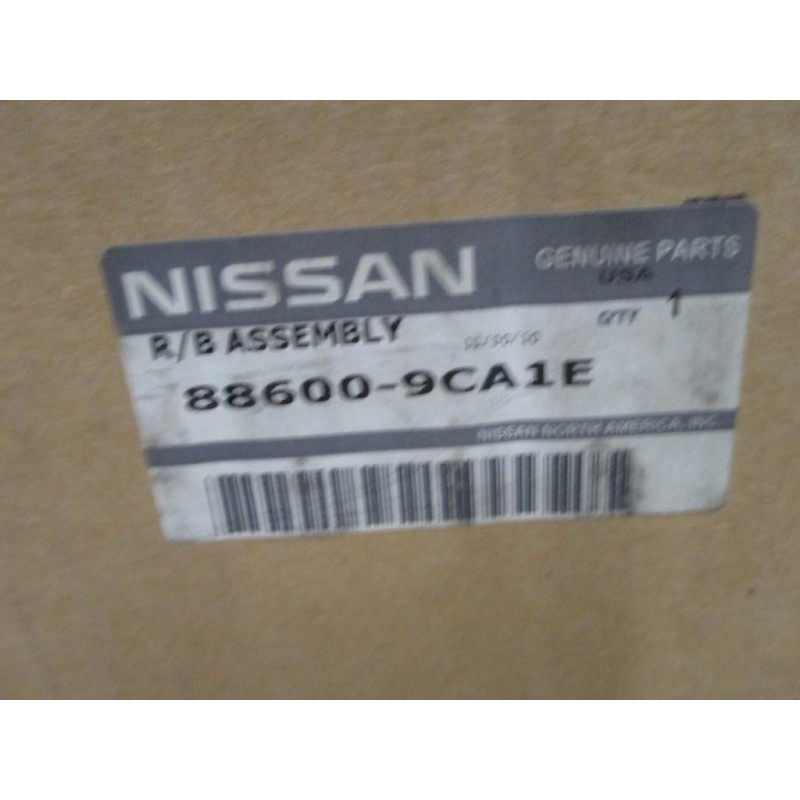 NISSAN GENUINE PARTS
USA
R/B ASSEMBLY QTY 1
88600-9CA1E
NISSAN NORTH AMERICA, INC.